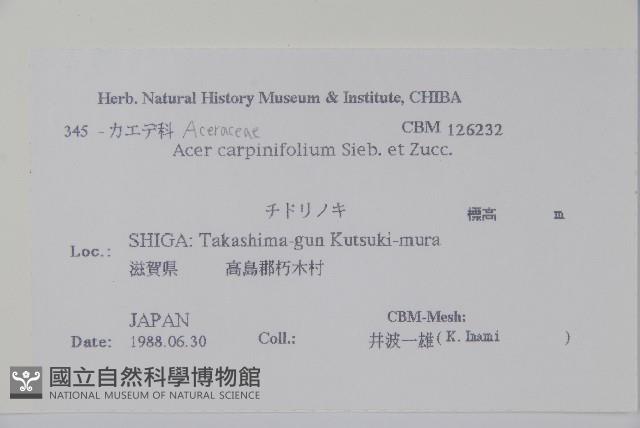 Herb. Natural History Museum & Institute, CHIBA
345 - カエデ科 Aceraceae CBM 126232
Acer carpinifolium Sieb. et Zucc.
チドリノキ 標高 m
Loc.: SHIGA: Takashima-gun Kutsuki-mura
滋賀県 高島郡朽木村
JAPAN CBM-Mesh:
Date: 1988.06.30 Coll.: 井波一雄( K. Inami )
國立自然科學博物館
NATIONAL MUSEUM OF NATURAL SCIENCE